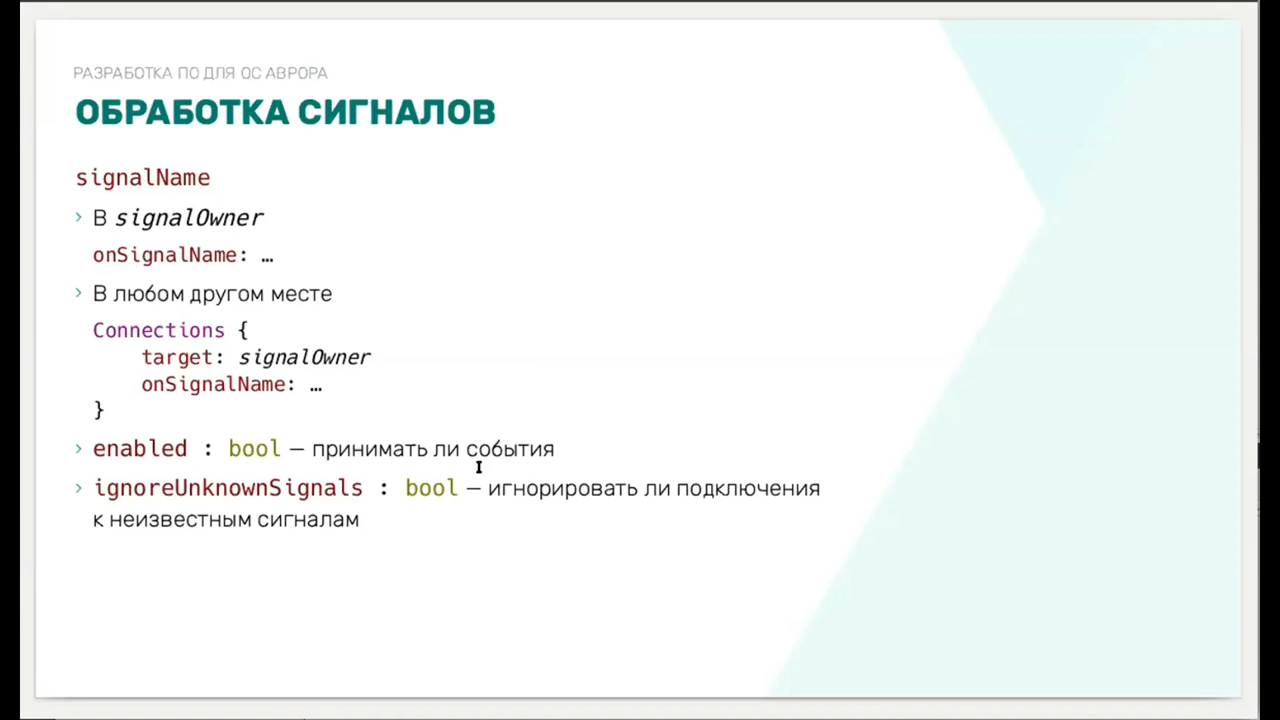 РАЗРАБОТКА ПО ДЛЯ ОС АВРОРА
ОБРАБОТКА СИГНАЛОВ
signalName
› В signalOwner
onSignalName: …
› В любом другом месте
Connections {
target: signalOwner
onSignalName: …
}
› enabled : bool — принимать ли события
› ignoreUnknownSignals : bool — игнорировать ли подключения
к неизвестным сигналам